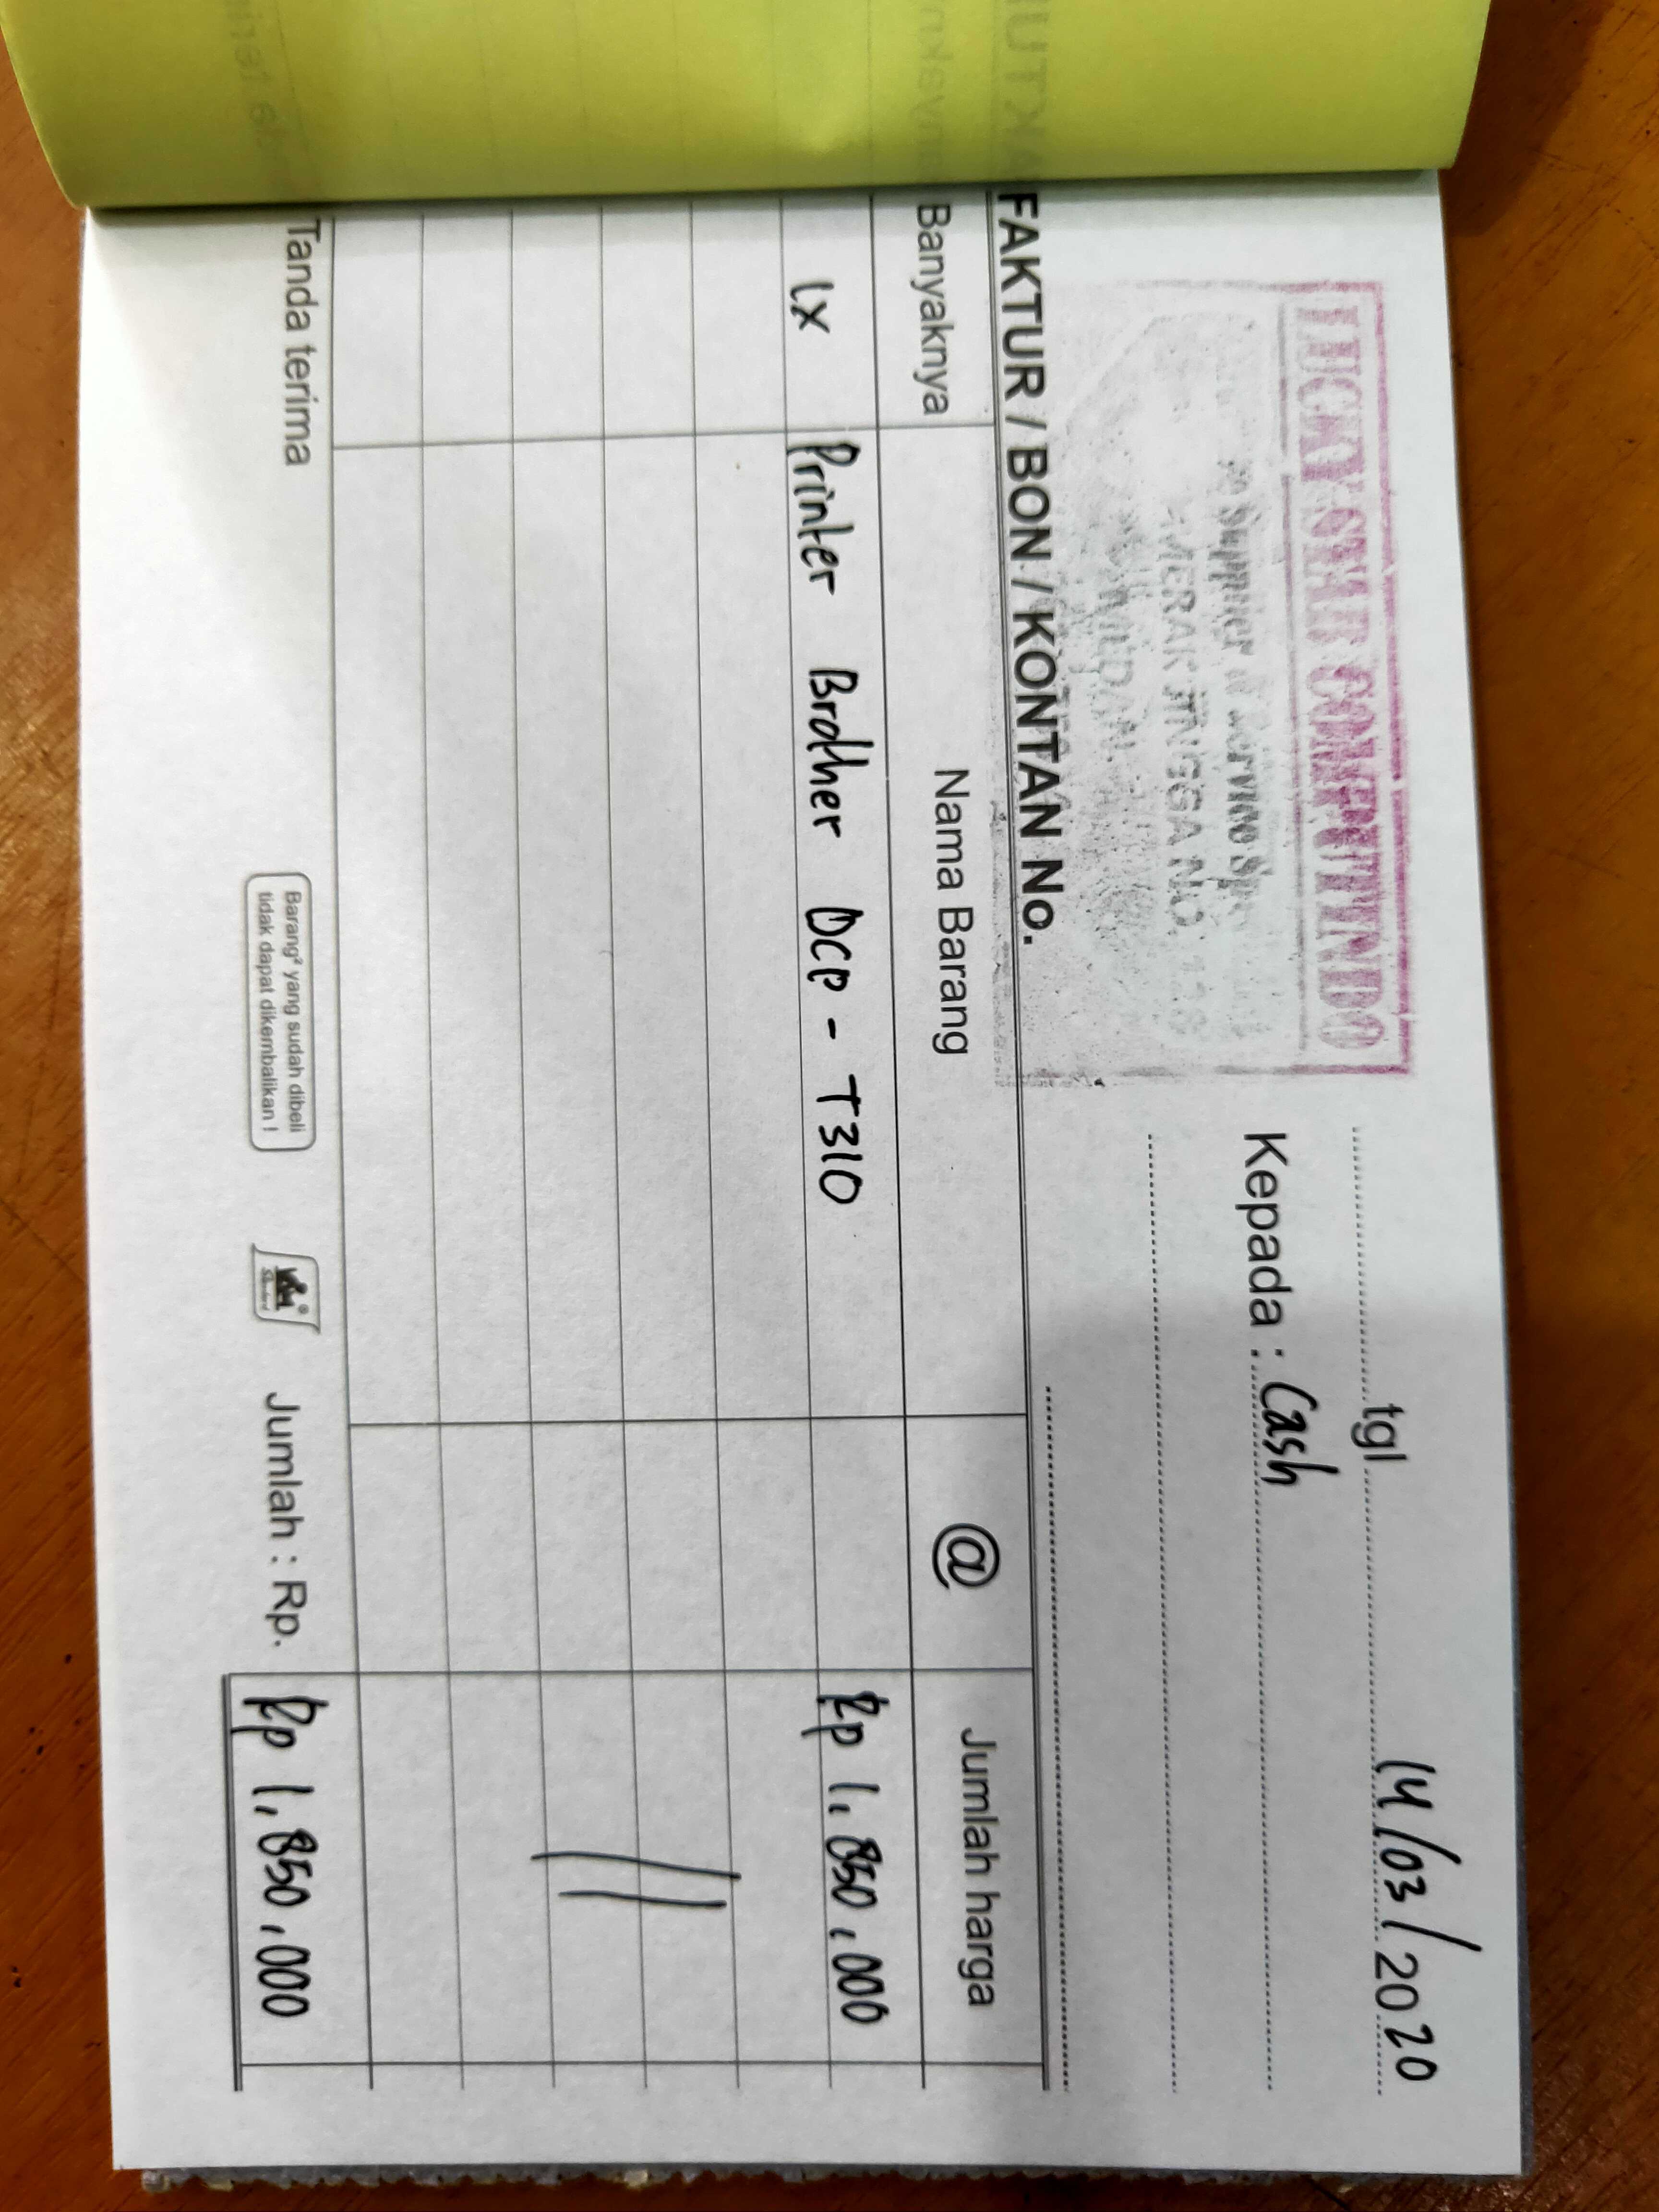 LUCKY STAR COMPUTINDO
Supplier & Service
MERAK JINGGA NO.
MEDAN
tgl 14/03/2020
Kepada : Cash
FAKTUR / BON / KONTAN No.
Banyaknya Nama Barang @ Jumlah harga
1x Printer Brother DCP - T310 Rp 1.850.000
Tanda terima
Barang² yang sudah dibeli
tidak dapat dikembalikan !
Jumlah : Rp. Rp 1.850.000